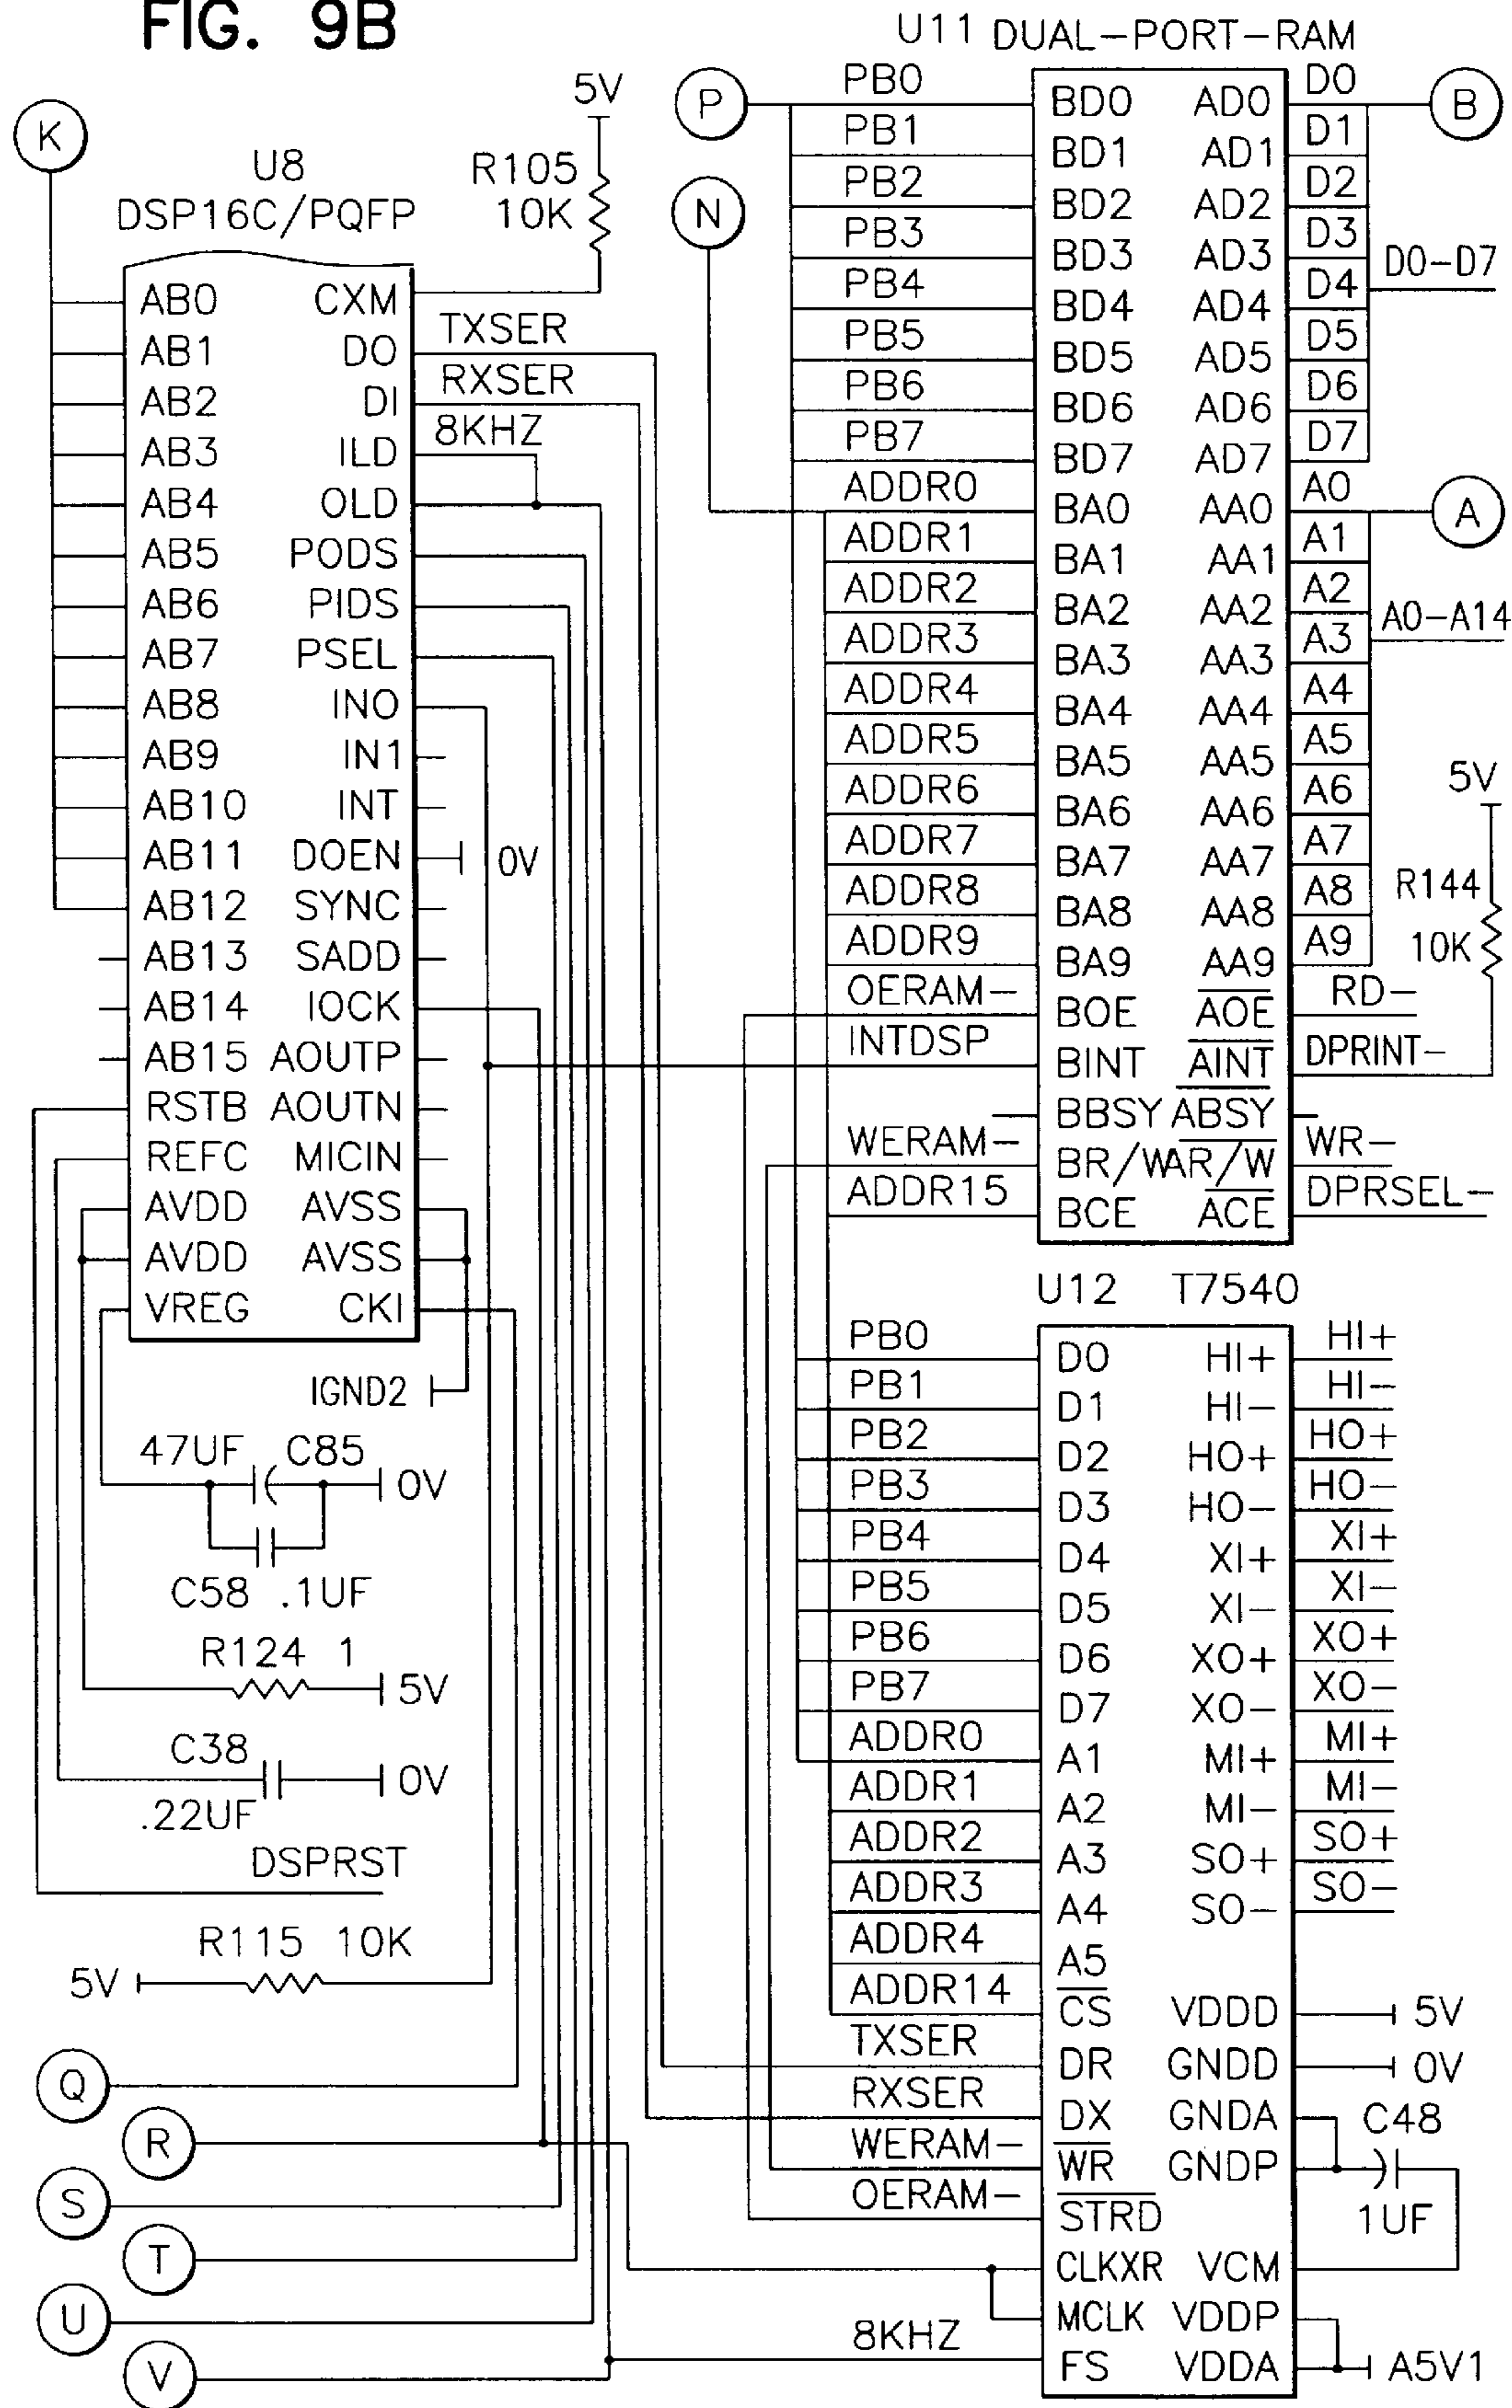 FIG. 9B
K
U8
DSP16C/PQFP
5V
R105
10K
AB0 CXM
AB1 DO
AB2 DI
AB3 ILD
AB4 OLD
AB5 PODS
AB6 PIDS
AB7 PSEL
AB8 INO
AB9 IN1
AB10 INT
AB11 DOEN
AB12 SYNC
AB13 SADD
AB14 IOCK
AB15 AOUTP
RSTB AOUTN
REFC MICIN
AVDD AVSS
AVDD AVSS
VREG CKI
TXSER
RXSER
8KHZ
0V
IGND2
47UF C85
0V
C58 .1UF
R124 1
5V
C38
0V
.22UF
DSPRST
R115 10K
5V
Q
R
S
T
U
V
U11 DUAL-PORT-RAM
P
N
PB0 BD0 AD0 D0
B
PB1 BD1 AD1 D1
PB2 BD2 AD2 D2
PB3 BD3 AD3 D3
D0-D7
PB4 BD4 AD4 D4
PB5 BD5 AD5 D5
PB6 BD6 AD6 D6
PB7 BD7 AD7 D7
ADDR0 BA0 AA0 A0
A
ADDR1 BA1 AA1 A1
ADDR2 BA2 AA2 A2
A0-A14
ADDR3 BA3 AA3 A3
ADDR4 BA4 AA4 A4
ADDR5 BA5 AA5 A5
ADDR6 BA6 AA6 A6
ADDR7 BA7 AA7 A7
ADDR8 BA8 AA8 A8
ADDR9 BA9 AA9 A9
5V
R144
10K
OERAM- BOE AOE RD-
INTDSP BINT AINT DPRINT-
BBSY ABSY
WERAM- BR/W AR/W WR-
ADDR15 BCE ACE DPRSEL-
U12 T7540
PB0 D0 HI+ HI+
PB1 D1 HI- HI-
PB2 D2 HO+ HO+
PB3 D3 HO- HO-
PB4 D4 XI+ XI+
PB5 D5 XI- XI-
PB6 D6 XO+ XO+
PB7 D7 XO- XO-
ADDR0 A1 MI+ MI+
ADDR1 A2 MI- MI-
ADDR2 A3 SO+ SO+
ADDR3 A4 SO- SO-
ADDR4 A5
ADDR14 CS VDDD 5V
TXSER DR GNDD 0V
RXSER DX GNDA C48
WERAM- WR GNDP
OERAM- STRD 1UF
CLKXR VCM
MCLK VDDP
8KHZ FS VDDA A5V1